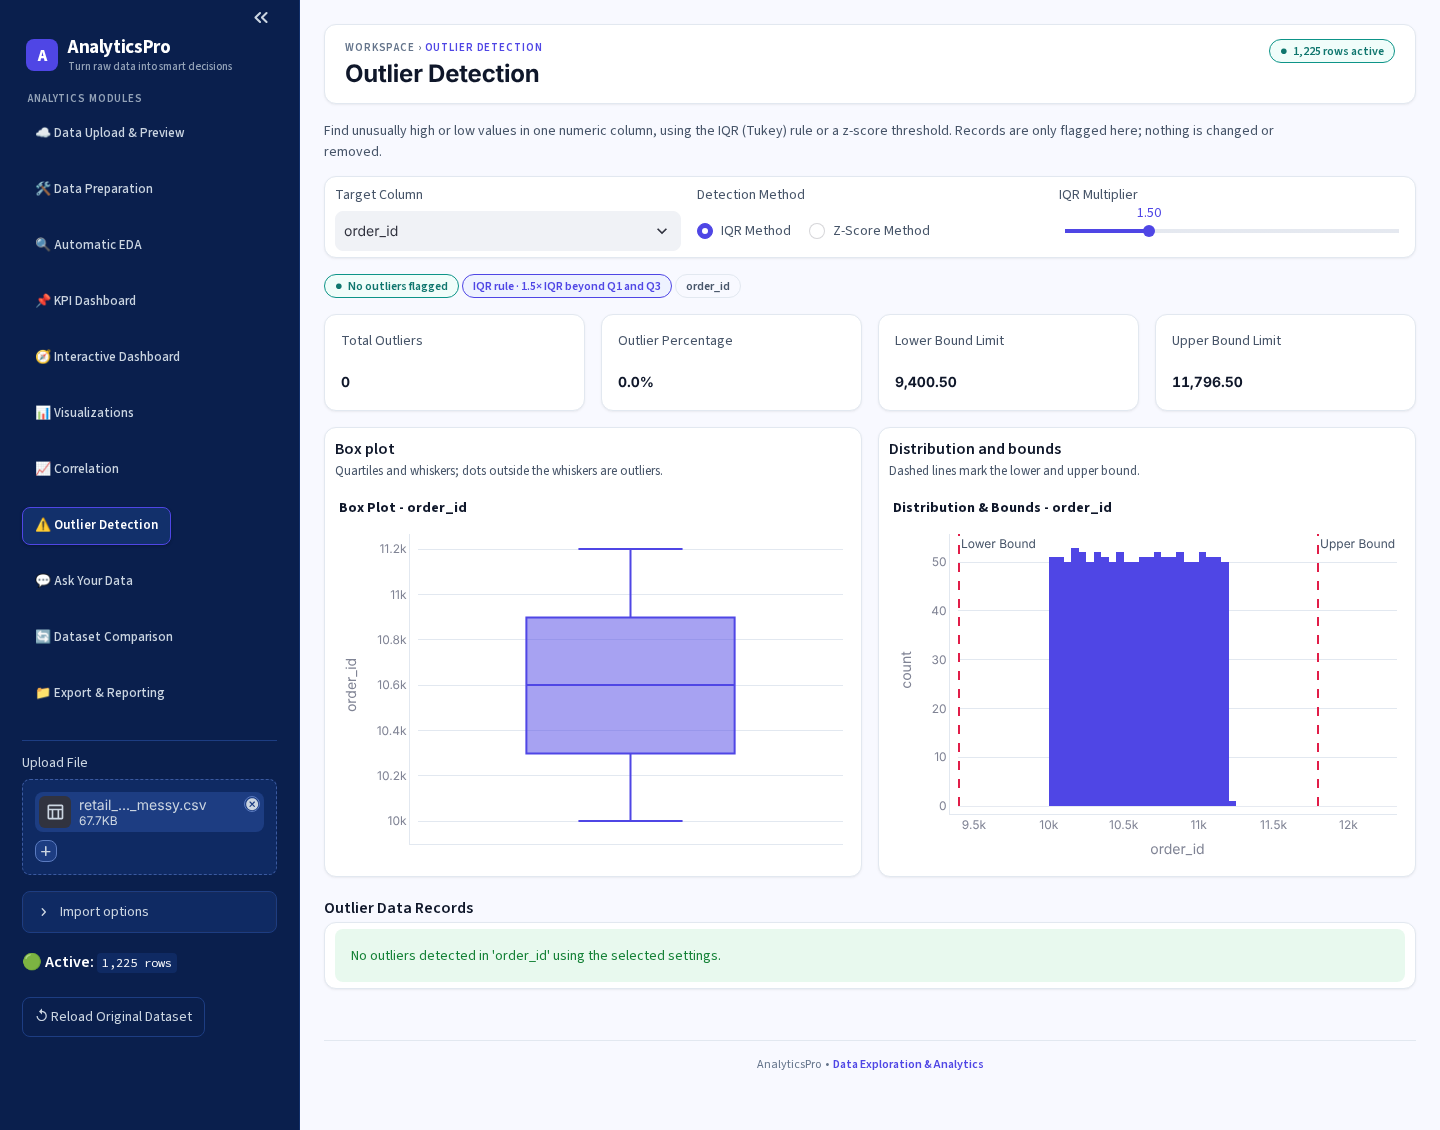 A
AnalyticsPro
Turn raw data into smart decisions
ANALYTICS MODULES
Data Upload & Preview
Data Preparation
Automatic EDA
KPI Dashboard
Interactive Dashboard
Visualizations
Correlation
Outlier Detection
Ask Your Data
Dataset Comparison
Export & Reporting
Upload File
retail_..._messy.csv
67.7KB
Import options
Active: 1,225 rows
Reload Original Dataset
WORKSPACE › OUTLIER DETECTION
Outlier Detection
1,225 rows active
Find unusually high or low values in one numeric column, using the IQR (Tukey) rule or a z-score threshold. Records are only flagged here; nothing is changed or
removed.
Target Column
order_id
Detection Method
IQR Method
Z-Score Method
IQR Multiplier
1.50
No outliers flagged
IQR rule · 1.5× IQR beyond Q1 and Q3
order_id
Total Outliers
0
Outlier Percentage
0.0%
Lower Bound Limit
9,400.50
Upper Bound Limit
11,796.50
Box plot
Quartiles and whiskers; dots outside the whiskers are outliers.
Box Plot - order_id
11.2k
11k
10.8k
10.6k
10.4k
10.2k
10k
order_id
Distribution and bounds
Dashed lines mark the lower and upper bound.
Distribution & Bounds - order_id
Lower Bound
Upper Bound
50
40
30
20
10
0
count
9.5k
10k
10.5k
11k
11.5k
12k
order_id
Outlier Data Records
No outliers detected in 'order_id' using the selected settings.
AnalyticsPro • Data Exploration & Analytics